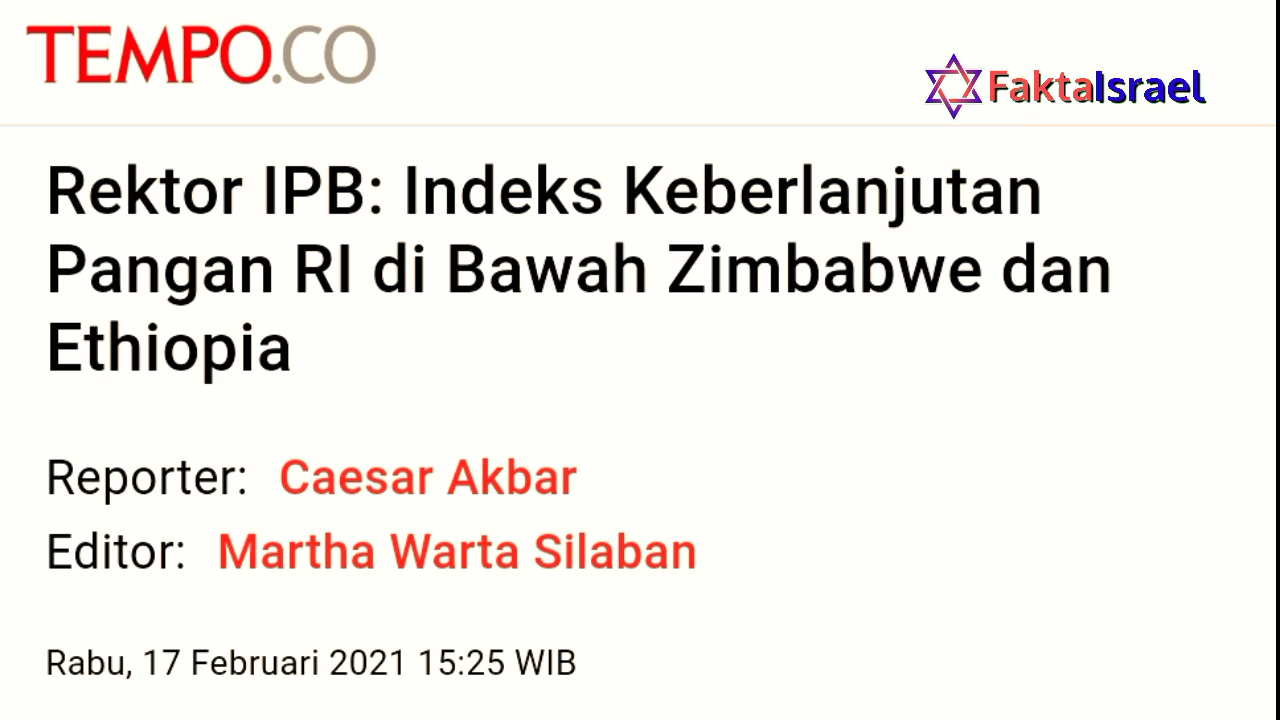 TEMPO.CO
FaktaIsrael
Rektor IPB: Indeks Keberlanjutan
Pangan RI di Bawah Zimbabwe dan
Ethiopia
Reporter: Caesar Akbar
Editor: Martha Warta Silaban
Rabu, 17 Februari 2021 15:25 WIB